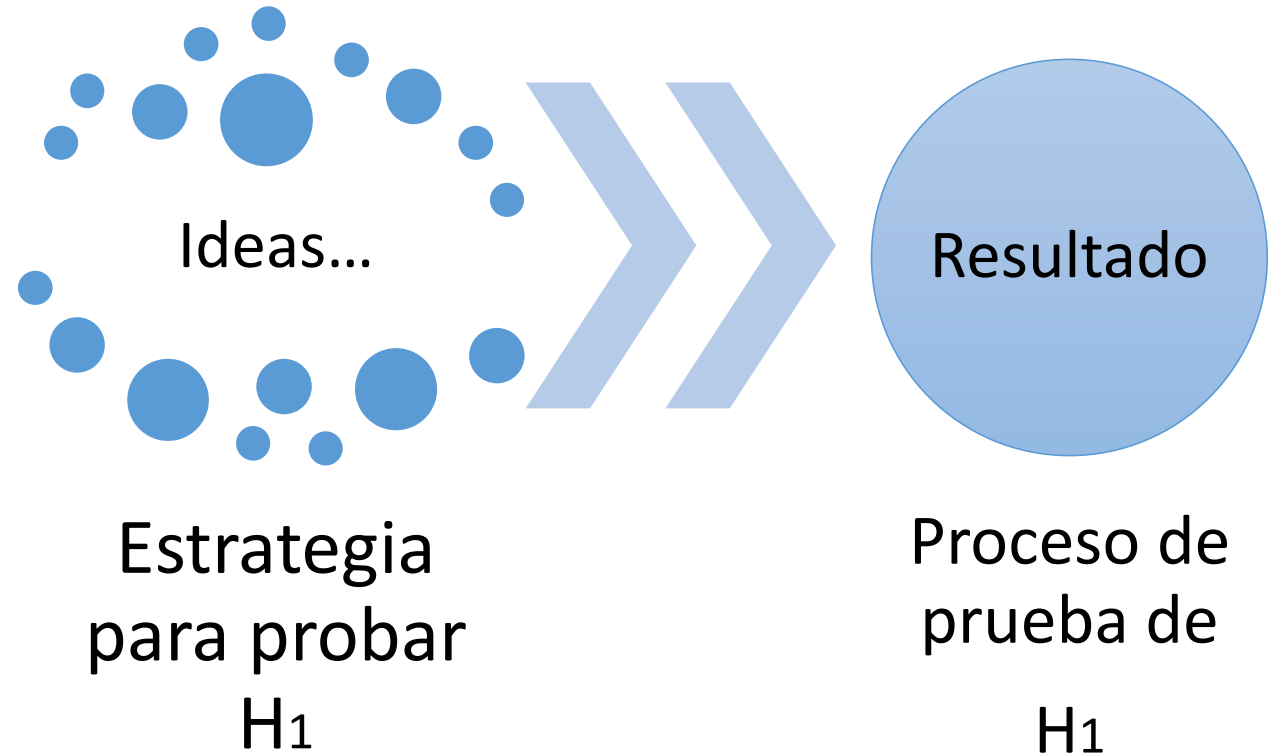 Ideas...
Estrategia
para probar
H1
Resultado
Proceso de
prueba de
H1